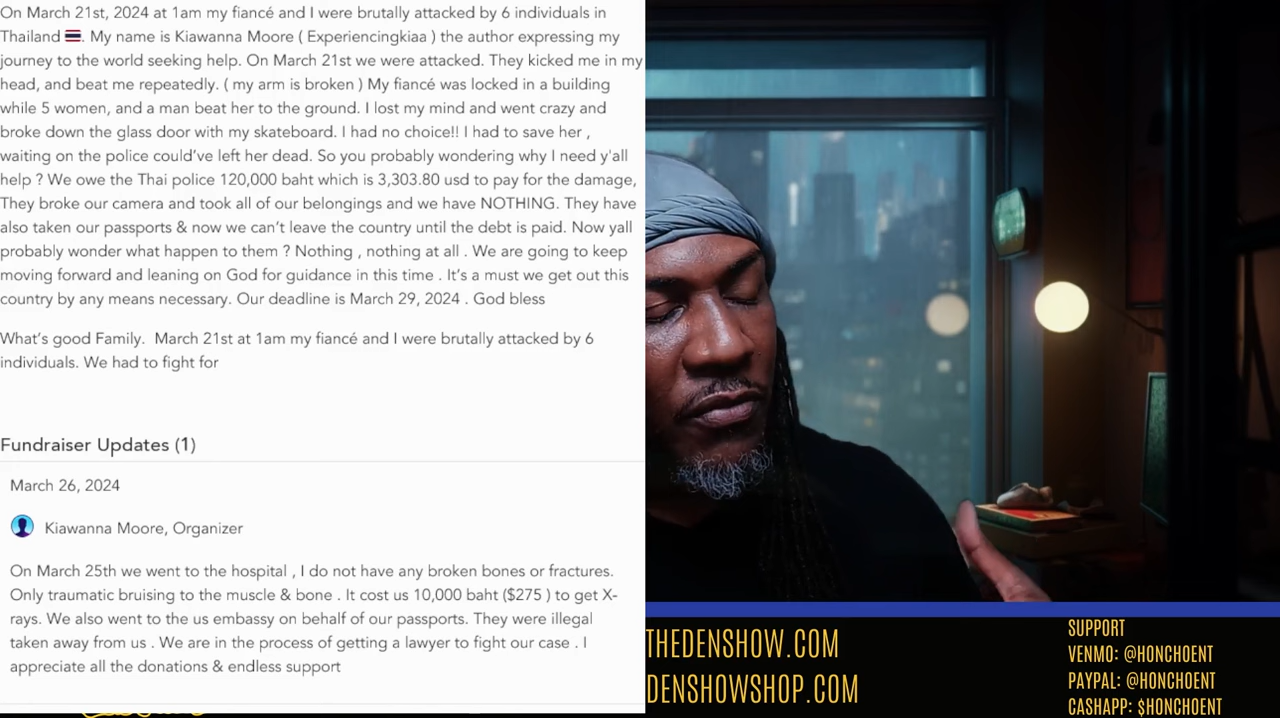 On March 21st, 2024 at 1am my fiancé and I were brutally attacked by 6 individuals in
Thailand 🇹🇭. My name is Kiawanna Moore ( Experiencingkiaa ) the author expressing my
journey to the world seeking help. On March 21st we were attacked. They kicked me in my
head, and beat me repeatedly. ( my arm is broken ) My fiancé was locked in a building
while 5 women, and a man beat her to the ground. I lost my mind and went crazy and
broke down the glass door with my skateboard. I had no choice!! I had to save her ,
waiting on the police could've left her dead. So you probably wondering why I need y'all
help ? We owe the Thai police 120,000 baht which is 3,303.80 usd to pay for the damage,
They broke our camera and took all of our belongings and we have NOTHING. They have
also taken our passports & now we can't leave the country until the debt is paid. Now yall
probably wonder what happen to them ? Nothing , nothing at all . We are going to keep
moving forward and leaning on God for guidance in this time . It's a must we get out this
country by any means necessary. Our deadline is March 29, 2024 . God bless
What's good Family.  March 21st at 1am my fiancé and I were brutally attacked by 6
individuals. We had to fight for
Fundraiser Updates (1)
March 26, 2024
Kiawanna Moore, Organizer
On March 25th we went to the hospital , I do not have any broken bones or fractures.
Only traumatic bruising to the muscle & bone . It cost us 10,000 baht ($275 ) to get X-
rays. We also went to the us embassy on behalf of our passports. They were illegal
taken away from us . We are in the process of getting a lawyer to fight our case . I
appreciate all the donations & endless support
THEDENSHOW.COM
DENSHOWSHOP.COM
SUPPORT
VENMO: @HONCHOENT
PAYPAL: @HONCHOENT
CASHAPP: $HONCHOENT